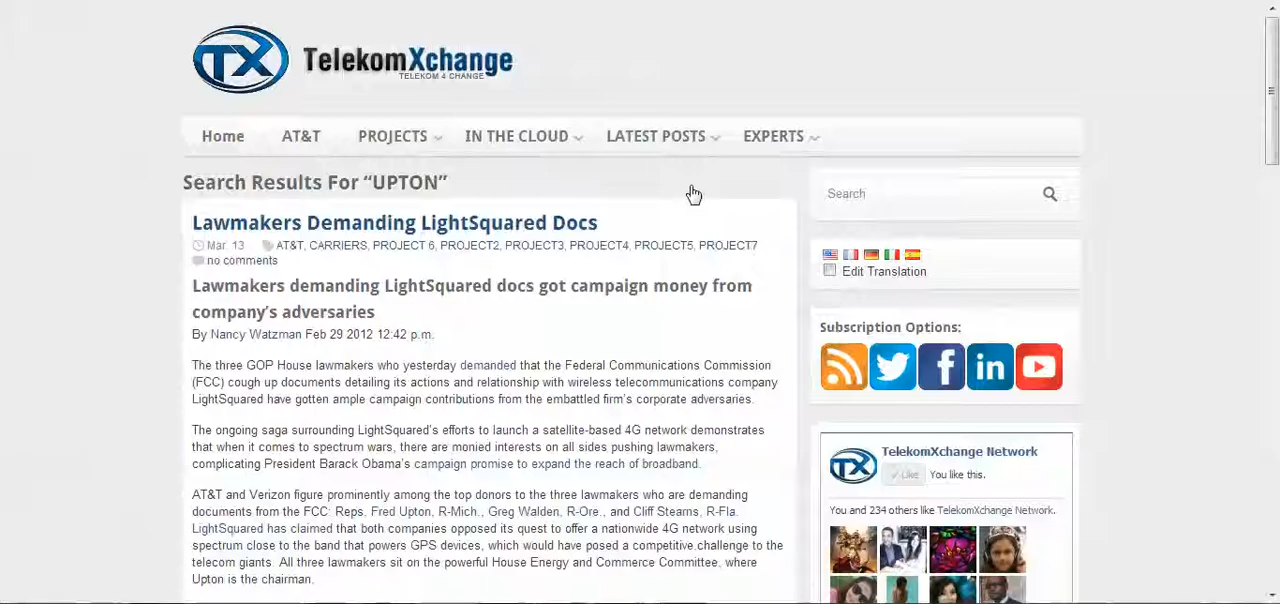 TX TelekomXchange
TELEKOM 4 CHANGE
Home AT&T PROJECTS IN THE CLOUD LATEST POSTS EXPERTS
Search Results For “UPTON”
Lawmakers Demanding LightSquared Docs
Mar 13 AT&T, CARRIERS, PROJECT 6, PROJECT2, PROJECT3, PROJECT4, PROJECT5, PROJECT7
no comments
Lawmakers demanding LightSquared docs got campaign money from
company’s adversaries
By Nancy Watzman Feb 29 2012 12:42 p.m.
The three GOP House lawmakers who yesterday demanded that the Federal Communications Commission
(FCC) cough up documents detailing its actions and relationship with wireless telecommunications company
LightSquared have gotten ample campaign contributions from the embattled firm’s corporate adversaries.
The ongoing saga surrounding LightSquared’s efforts to launch a satellite-based 4G network demonstrates
that when it comes to spectrum wars, there are monied interests on all sides pushing lawmakers,
complicating President Barack Obama’s campaign promise to expand the reach of broadband.
AT&T and Verizon figure prominently among the top donors to the three lawmakers who are demanding
documents from the FCC: Reps. Fred Upton, R-Mich., Greg Walden, R-Ore., and Cliff Stearns, R-Fla.
LightSquared has claimed that both companies opposed its quest to offer a nationwide 4G network using
spectrum close to the band that powers GPS devices, which would have posed a competitive challenge to the
telecom giants. All three lawmakers sit on the powerful House Energy and Commerce Committee, where
Upton is the chairman.
Search
Edit Translation
Subscription Options:
in
TX TelekomXchange Network
Like You like this.
You and 234 others like TelekomXchange Network.